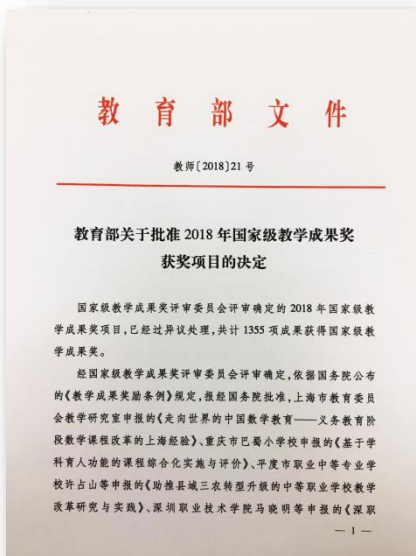 教育部文件
教师〔2018〕21号
教育部关于批准2018年国家级教学成果奖
获奖项目的决定
国家级教学成果奖评审委员会评审确定的2018年国家级教
学成果奖项目,已经过异议处理,共计1355项成果获得国家级教
学成果奖。
经国家级教学成果奖评审委员会评审确定,依据国务院公布
的《教学成果奖励条例》规定,报经国务院批准,上海市教育委员
会教学研究室申报的《走向世界的中国数学教育——义务教育阶
段数学课程改革的上海经验》、重庆市巴蜀小学校申报的《基于学
科育人功能的课程综合化实施与评价》、平度市职业中等专业学
校许占山等申报的《助推县域三农转型升级的中等职业学校教学
改革研究与实践》、深圳职业技术学院马晓明等申报的《深职
— 1 —